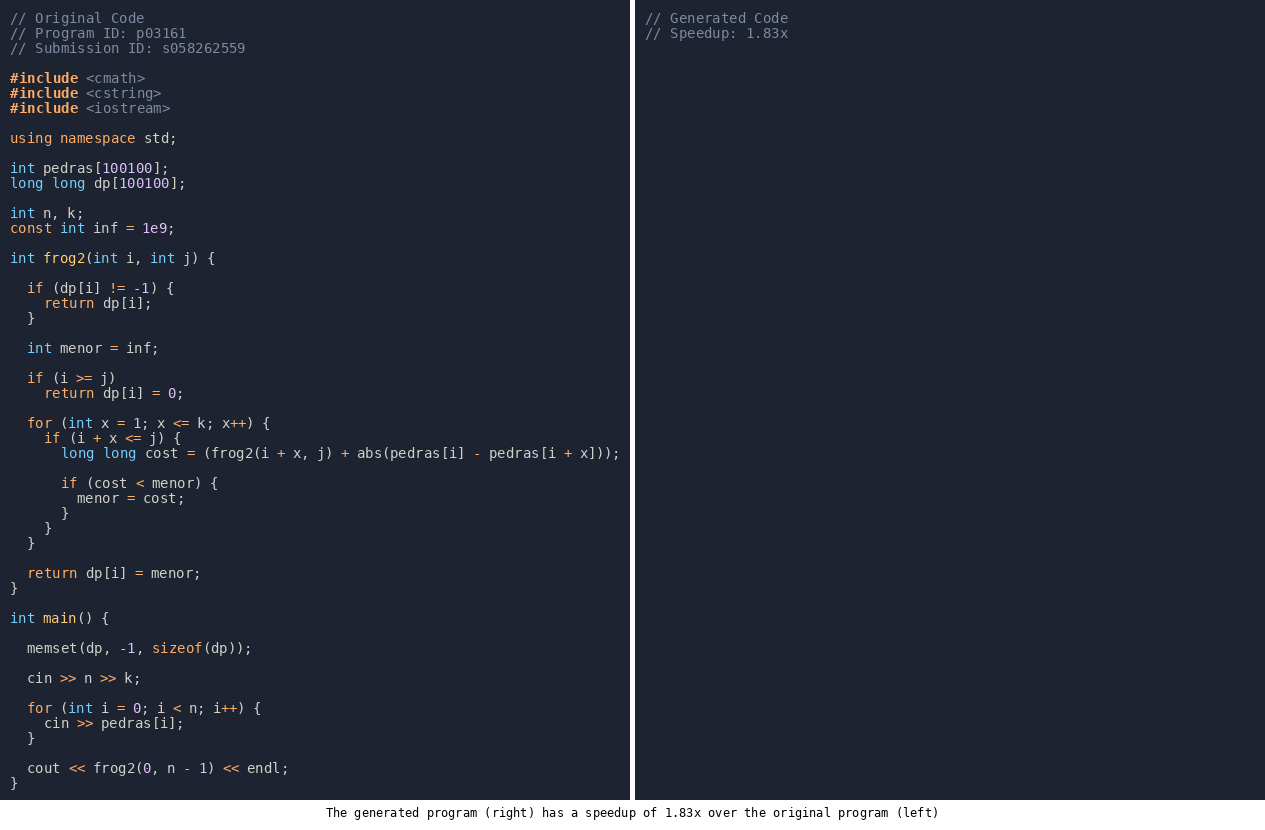 // Original Code
// Program ID: p03161
// Submission ID: s058262559
#include <cmath>
#include <cstring>
#include <iostream>
using namespace std;
int pedras[100100];
long long dp[100100];
int n, k;
const int inf = 1e9;
int frog2(int i, int j) {
  if (dp[i] != -1) {
    return dp[i];
  }
  int menor = inf;
  if (i >= j)
    return dp[i] = 0;
  for (int x = 1; x <= k; x++) {
    if (i + x <= j) {
      long long cost = (frog2(i + x, j) + abs(pedras[i] - pedras[i + x]));
      if (cost < menor) {
        menor = cost;
      }
    }
  }
  return dp[i] = menor;
}
int main() {
  memset(dp, -1, sizeof(dp));
  cin >> n >> k;
  for (int i = 0; i < n; i++) {
    cin >> pedras[i];
  }
  cout << frog2(0, n - 1) << endl;
}
// Generated Code
// Speedup: 1.83x
The generated program (right) has a speedup of 1.83x over the original program (left)